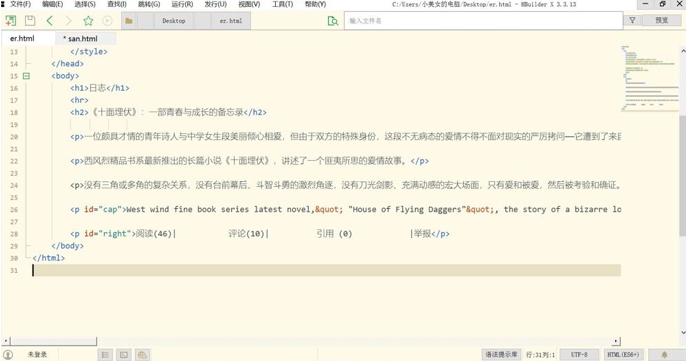 文件(F) 编辑(E) 选择(S) 查找(I) 跳转(G) 运行(R) 发行(U) 视图(V) 工具(T) 帮助(Y) C:/Users/小美女的电脑/Desktop/er.html - HBuilder X 3.3.13
Desktop er.html 输入文件名 预览
er.html * san.html
13 </style>
14 </head>
15 <body>
16 <h1>日志</h1>
17 <hr>
18 <h2>《十面埋伏》：一部青春与成长的备忘录</h2>
19
20 <p>一位颇具才情的青年诗人与中学女生段美丽倾心相爱，但由于双方的特殊身份，这段不无病态的爱情不得不面对现实的严厉拷问——它遭到了来自
21
22 <p>西风烈精品书系最新推出的长篇小说《十面埋伏》，讲述了一个匪夷所思的爱情故事。</p>
23
24 <p>没有三角或多角的复杂关系，没有台前幕后、斗智斗勇的激烈角逐，没有刀光剑影、充满动感的宏大场面，只有爱和被爱，然后被考验和确证。
25
26 <p id="cap">West wind fine book series latest novel,&quot; "House of Flying Daggers"&quot;, the story of a bizarre lo
27
28 <p id="right">阅读(46)| 评论(10)| 引用 (0) |举报</p>
29 </body>
30 </html>
31
未登录 语法提示库 行:31列:1 UTF-8 HTML(ES6+)